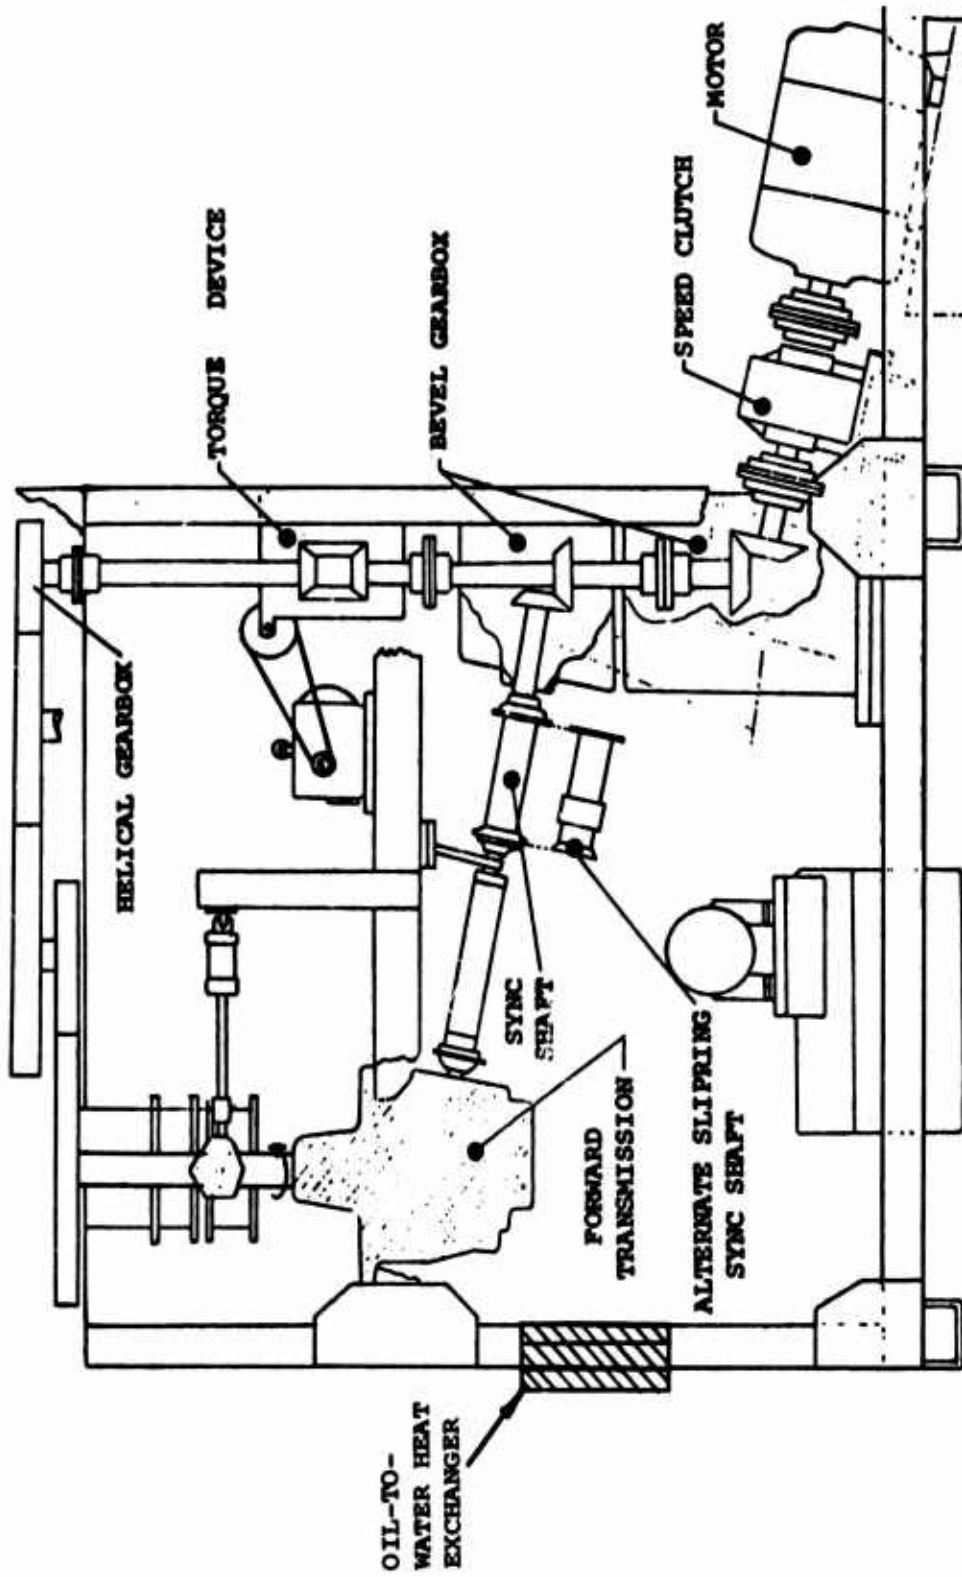 HELICAL GEARBOX
TORQUE DEVICE
BEVEL GEARBOX
SPEED CLUTCH
MOTOR
OIL-TO-
WATER HEAT
EXCHANGER
FORWARD
TRANSMISSION
SYNC
SHAFT
ALTERNATE SLIPRING
SYNC SHAFT